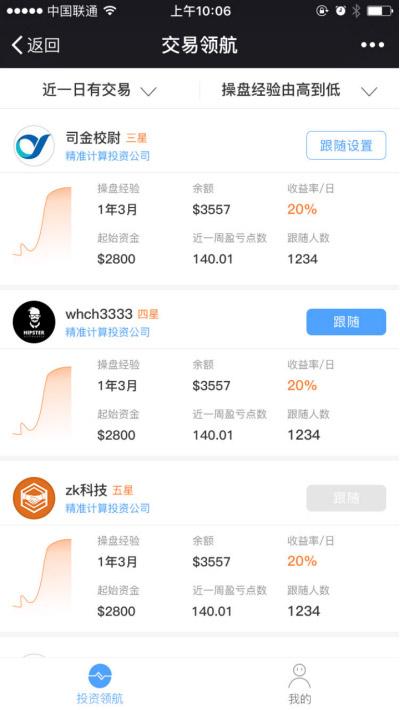 中国联通 上午10:06
返回 交易领航
近一日有交易 操盘经验由高到低
司金校尉 三星 跟随设置
精准计算投资公司
操盘经验 余额 收益率/日
1年3月 $3557 20%
起始资金 近一周盈亏点数 跟随人数
$2800 140.01 1234
whch3333 四星 跟随
精准计算投资公司
HIPSTER
操盘经验 余额 收益率/日
1年3月 $3557 20%
起始资金 近一周盈亏点数 跟随人数
$2800 140.01 1234
zk科技 五星 跟随
精准计算投资公司
操盘经验 余额 收益率/日
1年3月 $3557 20%
起始资金 近一周盈亏点数 跟随人数
$2800 140.01 1234
投资领航 我的